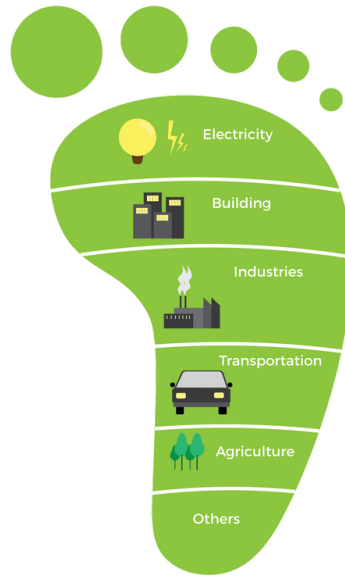 Electricity
Building
Industries
Transportation
Agriculture
Others